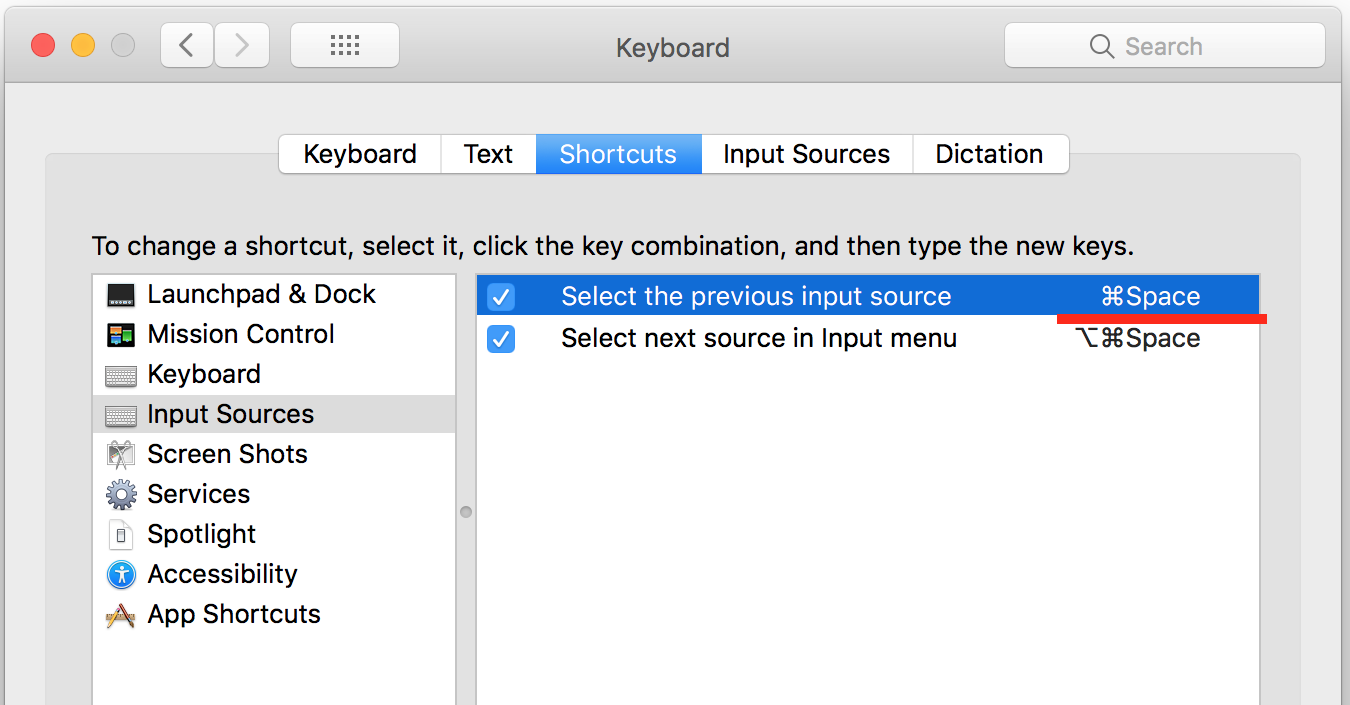 Keyboard
Search
Keyboard Text Shortcuts Input Sources Dictation
To change a shortcut, select it, click the key combination, and then type the new keys.
Launchpad & Dock
Mission Control
Keyboard
Input Sources
Screen Shots
Services
Spotlight
Accessibility
App Shortcuts
Select the previous input source ⌘Space
Select next source in Input menu ⌥⌘Space